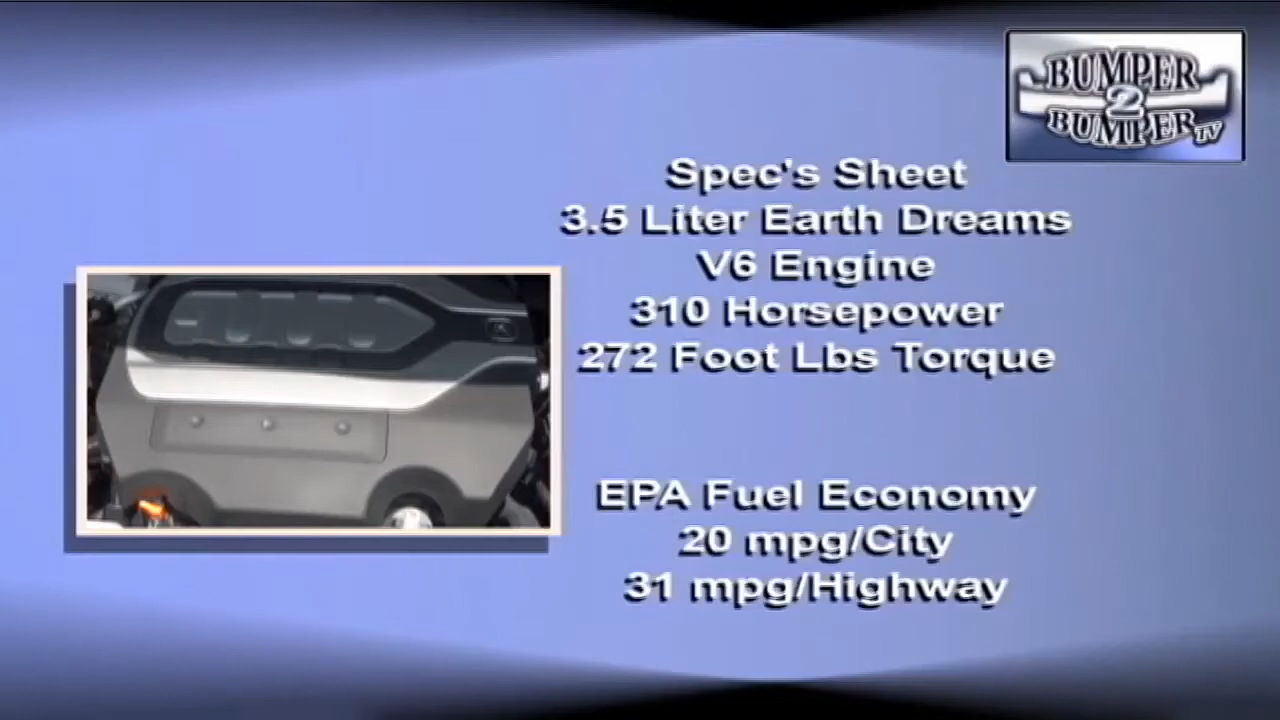 BUMPER
2
BUMPER TV
Spec's Sheet
3.5 Liter Earth Dreams
V6 Engine
310 Horsepower
272 Foot Lbs Torque
EPA Fuel Economy
20 mpg/City
31 mpg/Highway